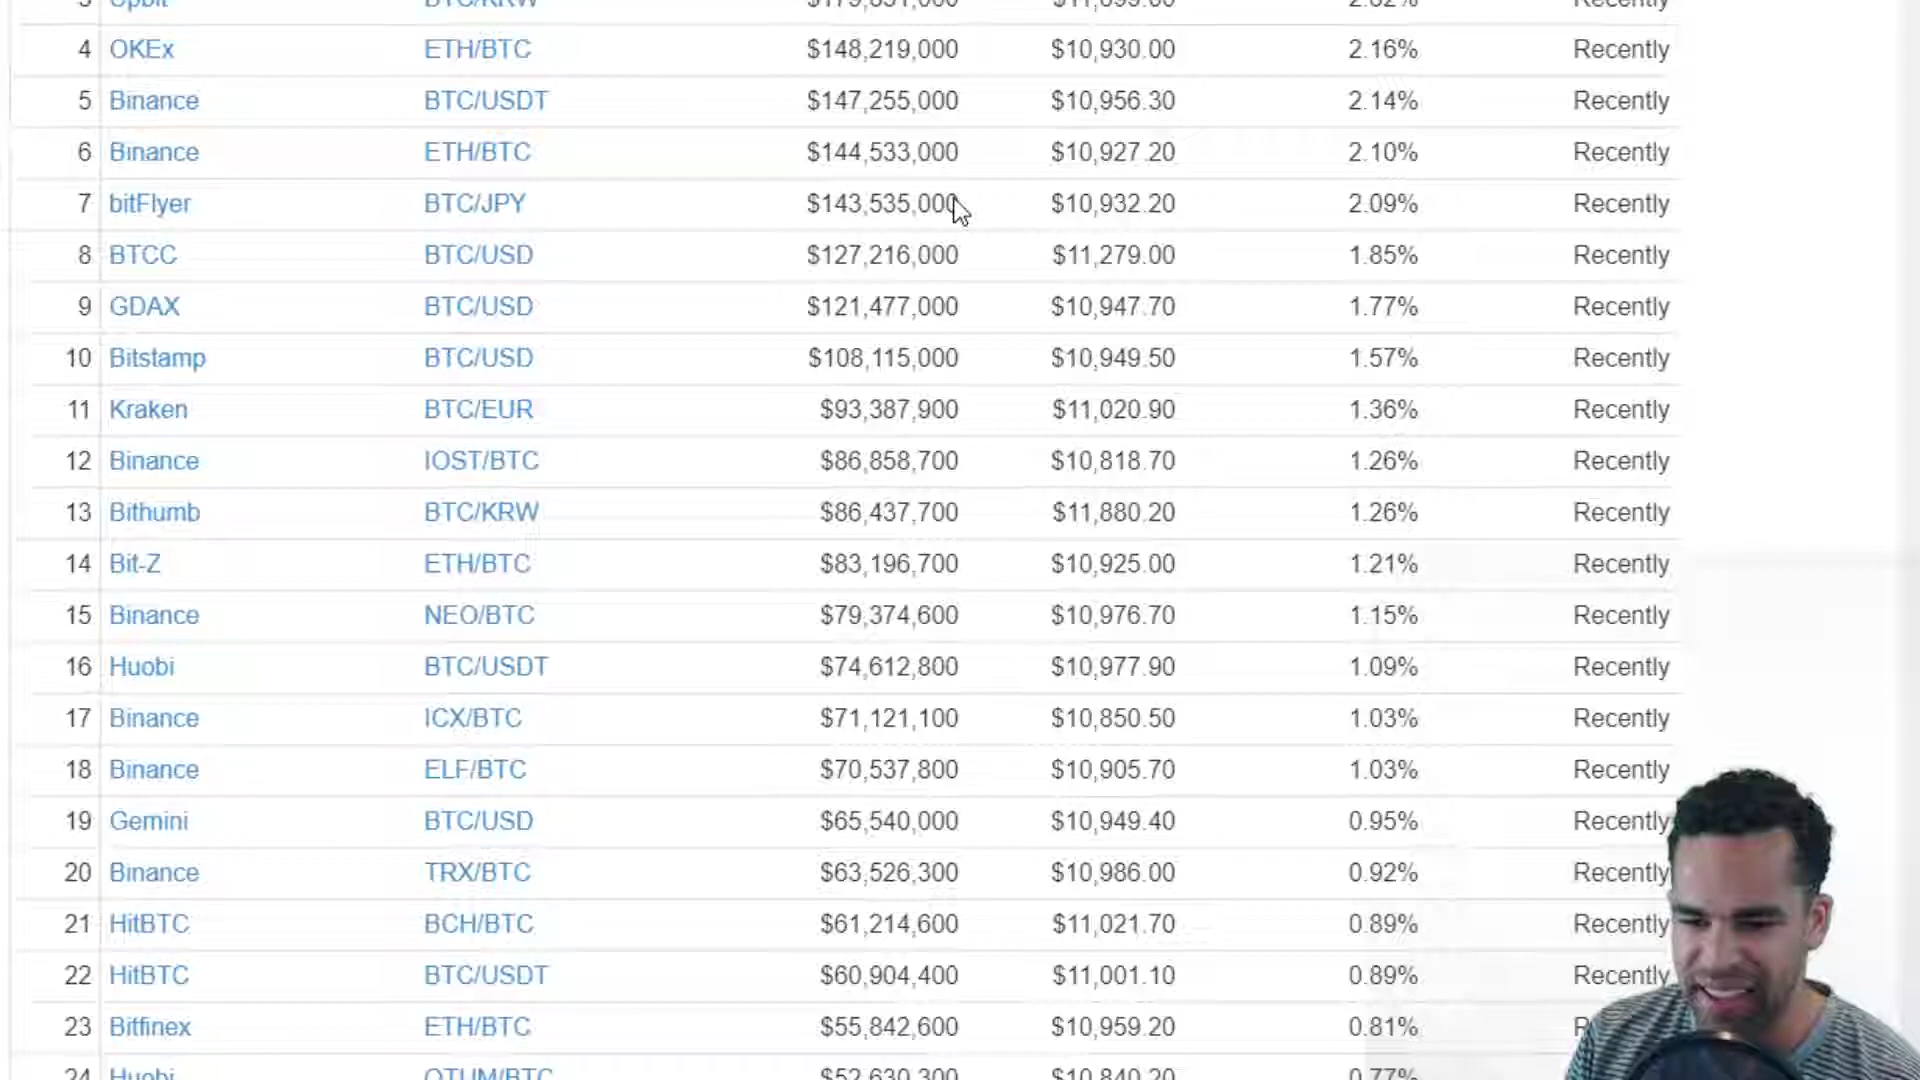 4 OKEx ETH/BTC $148,219,000 $10,930.00 2.16% Recently
5 Binance BTC/USDT $147,255,000 $10,956.30 2.14% Recently
6 Binance ETH/BTC $144,533,000 $10,927.20 2.10% Recently
7 bitFlyer BTC/JPY $143,535,000 $10,932.20 2.09% Recently
8 BTCC BTC/USD $127,216,000 $11,279.00 1.85% Recently
9 GDAX BTC/USD $121,477,000 $10,947.70 1.77% Recently
10 Bitstamp BTC/USD $108,115,000 $10,949.50 1.57% Recently
11 Kraken BTC/EUR $93,387,900 $11,020.90 1.36% Recently
12 Binance IOST/BTC $86,858,700 $10,818.70 1.26% Recently
13 Bithumb BTC/KRW $86,437,700 $11,880.20 1.26% Recently
14 Bit-Z ETH/BTC $83,196,700 $10,925.00 1.21% Recently
15 Binance NEO/BTC $79,374,600 $10,976.70 1.15% Recently
16 Huobi BTC/USDT $74,612,800 $10,977.90 1.09% Recently
17 Binance ICX/BTC $71,121,100 $10,850.50 1.03% Recently
18 Binance ELF/BTC $70,537,800 $10,905.70 1.03% Recently
19 Gemini BTC/USD $65,540,000 $10,949.40 0.95% Recently
20 Binance TRX/BTC $63,526,300 $10,986.00 0.92% Recently
21 HitBTC BCH/BTC $61,214,600 $11,021.70 0.89% Recently
22 HitBTC BTC/USDT $60,904,400 $11,001.10 0.89% Recently
23 Bitfinex ETH/BTC $55,842,600 $10,959.20 0.81%
24 Huobi QTUM/BTC $52,630,300 $10,840.20 0.77%